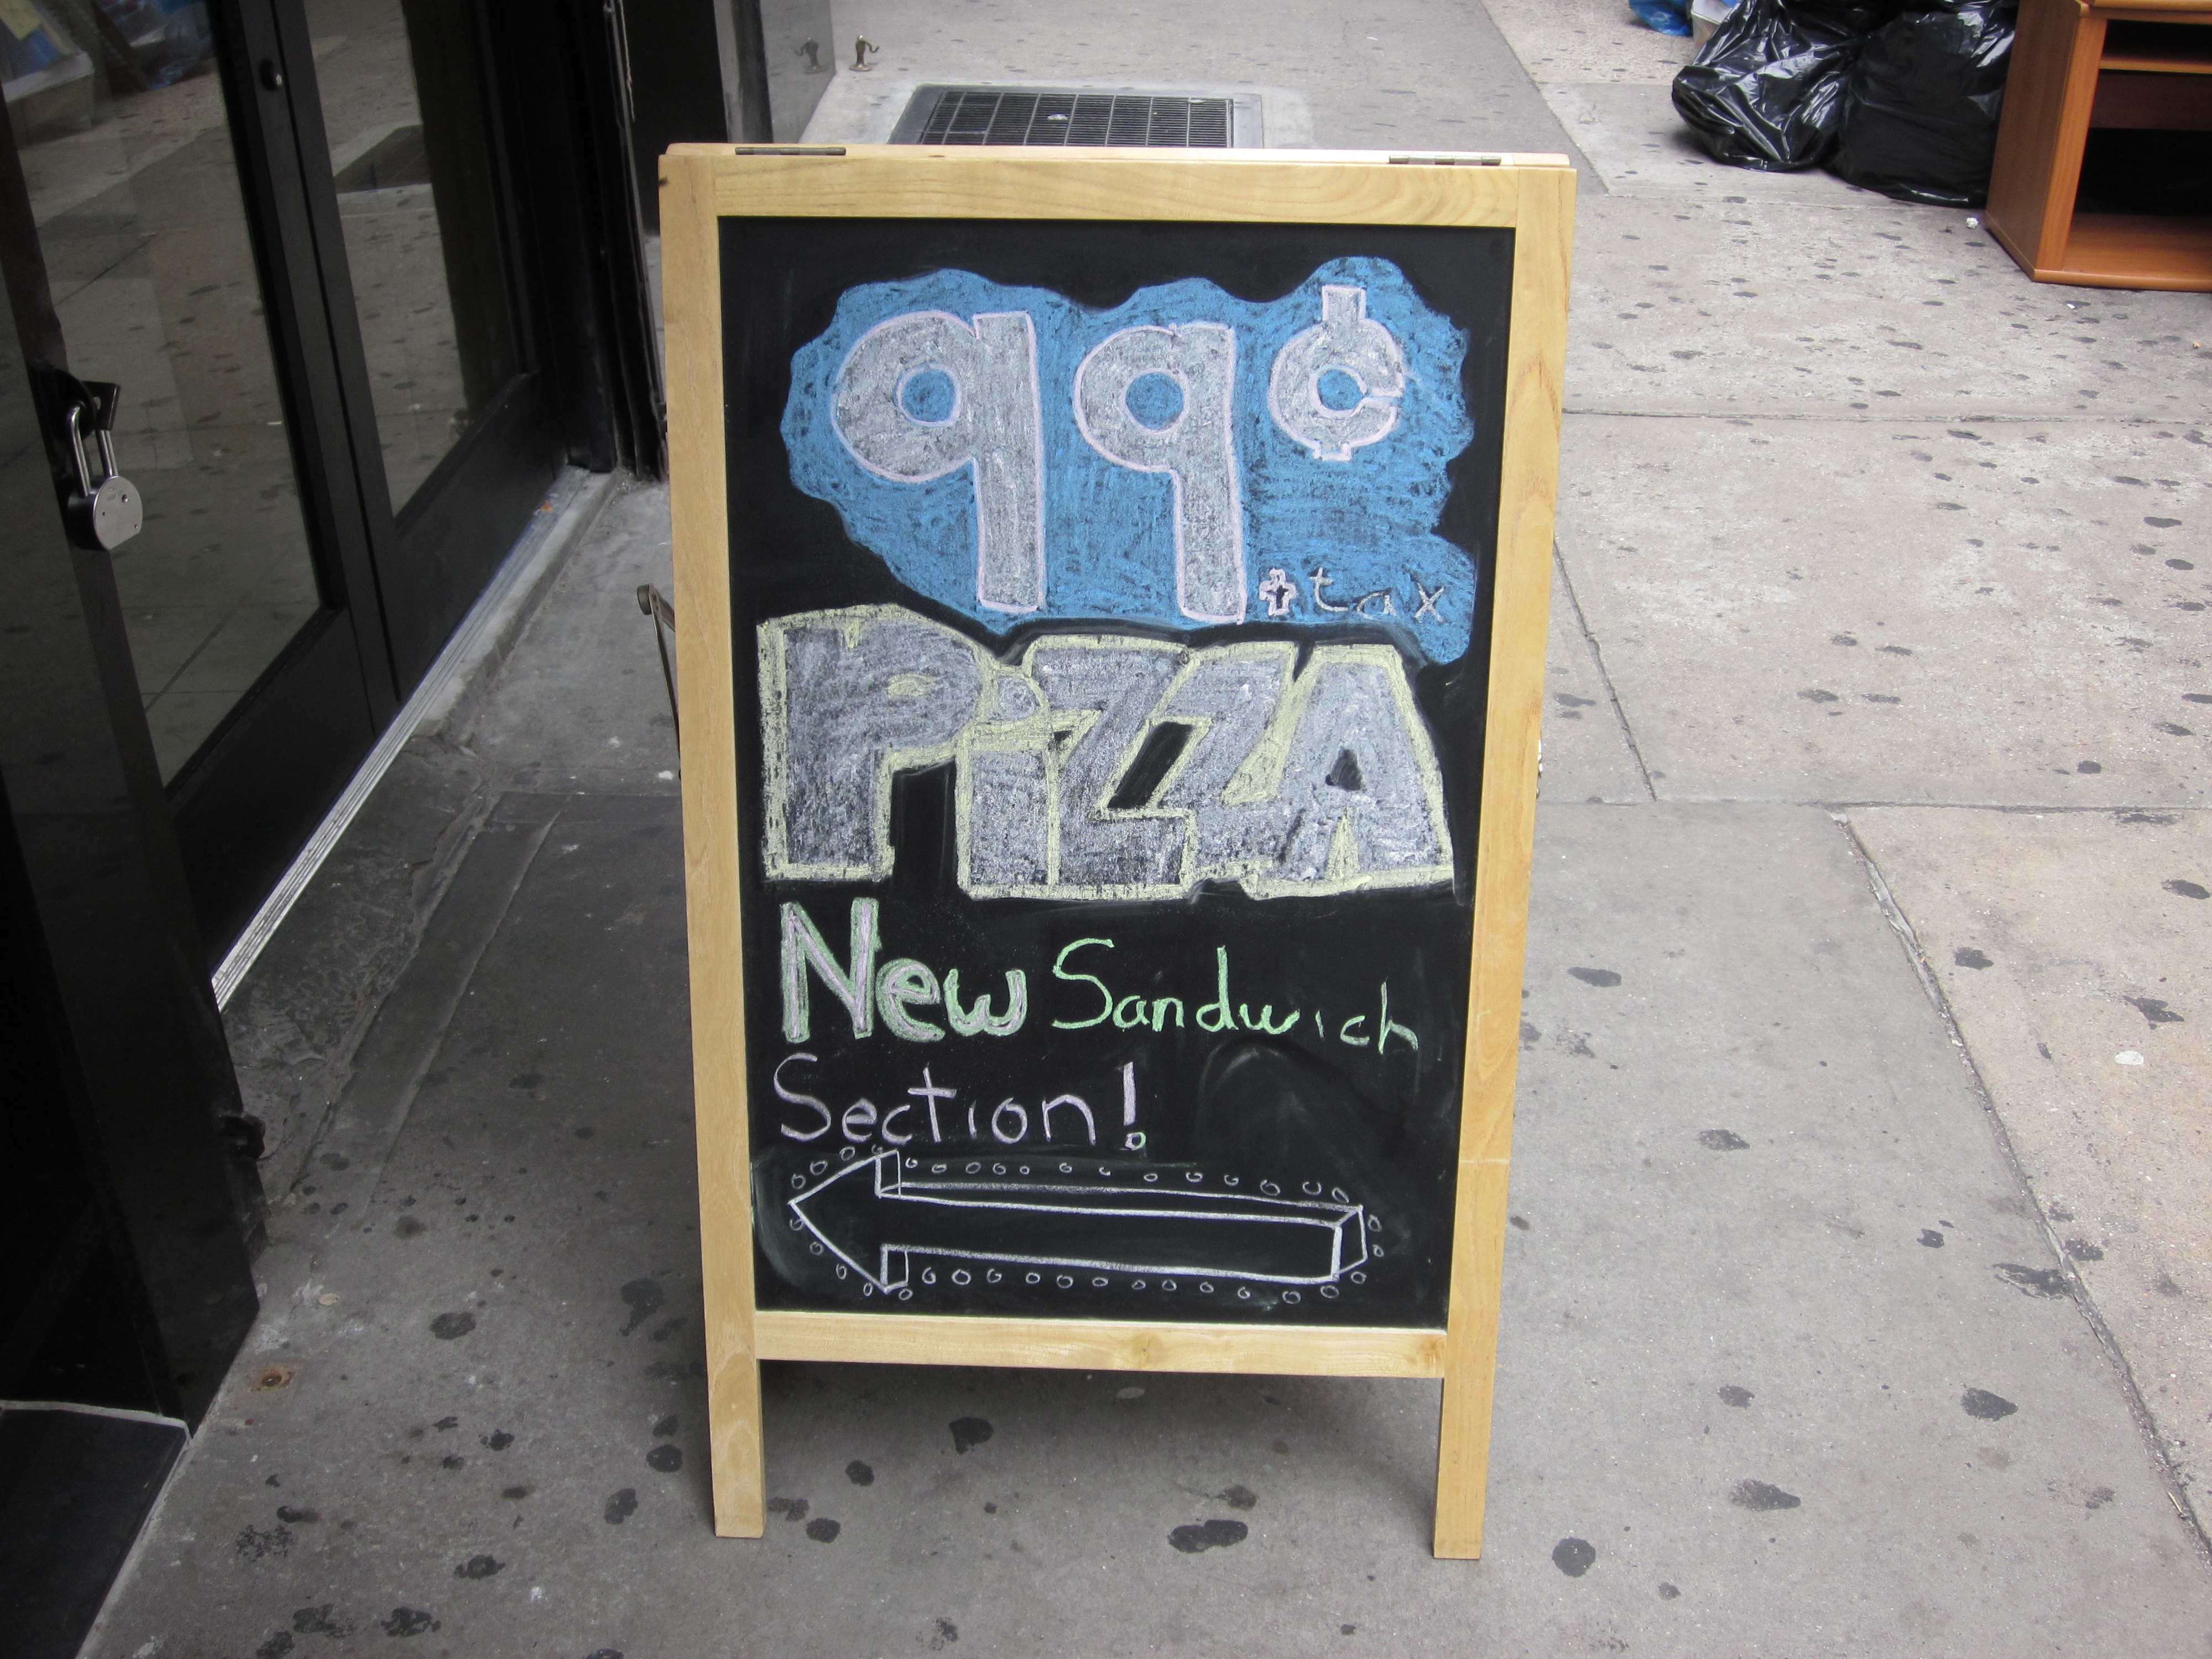 99¢
+tax
PiZZA
New Sandwich
Section!